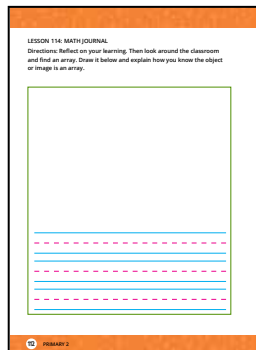 LESSON 114: MATH JOURNAL
Directions: Reflect on your learning. Then look around the classroom
and find an array. Draw it below and explain how you know the object
or image is an array.
112 PRIMARY 2